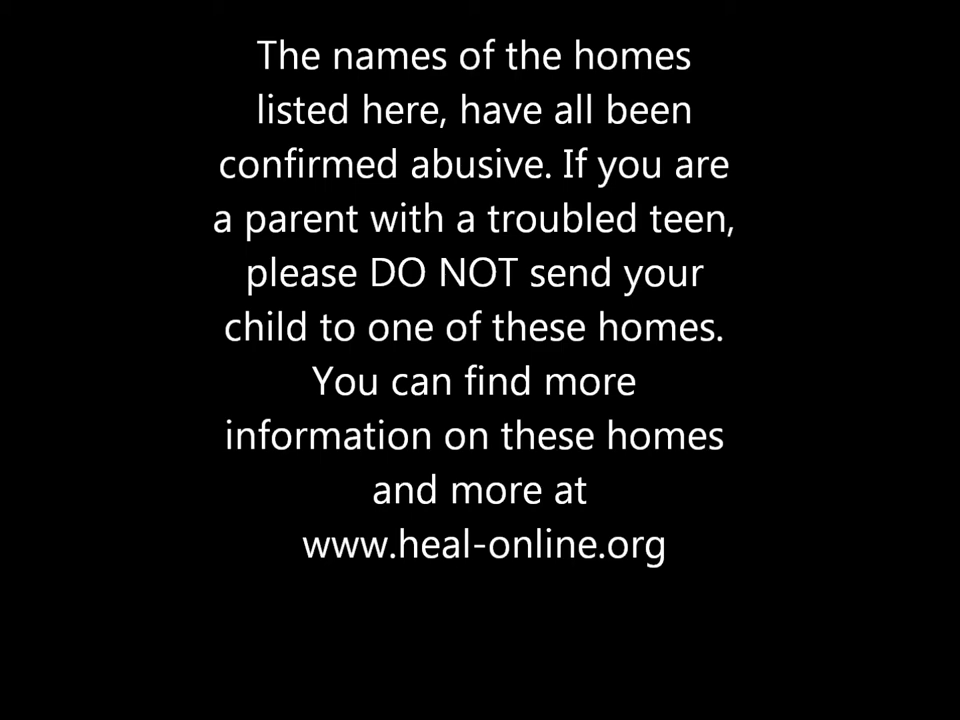 The names of the homes
listed here, have all been
confirmed abusive. If you are
a parent with a troubled teen,
please DO NOT send your
child to one of these homes.
You can find more
information on these homes
and more at
www.heal-online.org